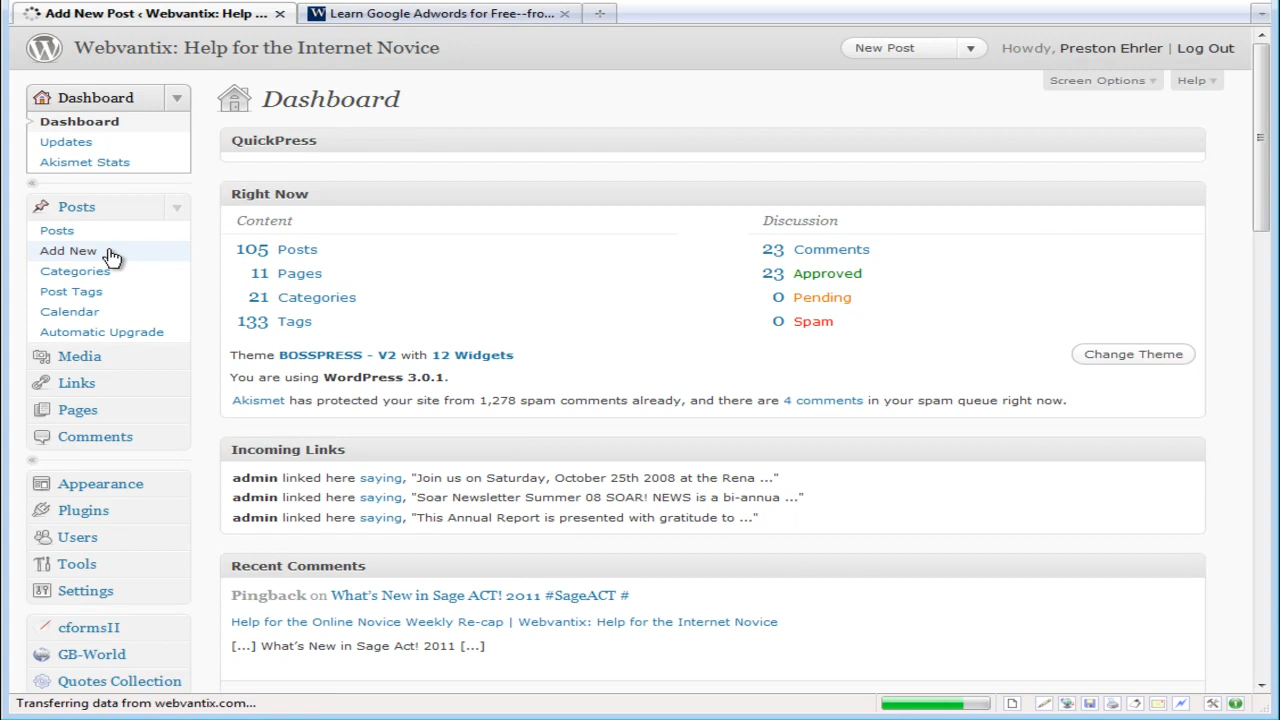 Add New Post ‹ Webvantix: Help ...
Learn Google Adwords for Free--fro...
Webvantix: Help for the Internet Novice
New Post
Howdy, Preston Ehrler | Log Out
Screen Options
Help
Dashboard
Dashboard
Updates
Akismet Stats
Posts
Posts
Add New
Categories
Post Tags
Calendar
Automatic Upgrade
Media
Links
Pages
Comments
Appearance
Plugins
Users
Tools
Settings
cformsII
GB-World
Quotes Collection
Dashboard
QuickPress
Right Now
Content
105 Posts
11 Pages
21 Categories
133 Tags
Discussion
23 Comments
23 Approved
0 Pending
0 Spam
Theme BOSSPRESS - V2 with 12 Widgets
Change Theme
You are using WordPress 3.0.1.
Akismet has protected your site from 1,278 spam comments already, and there are 4 comments in your spam queue right now.
Incoming Links
admin linked here saying, "Join us on Saturday, October 25th 2008 at the Rena ..."
admin linked here saying, "Soar Newsletter Summer 08 SOAR! NEWS is a bi-annua ..."
admin linked here saying, "This Annual Report is presented with gratitude to ..."
Recent Comments
Pingback on What's New in Sage ACT! 2011 #SageACT #
Help for the Online Novice Weekly Re-cap | Webvantix: Help for the Internet Novice
[...] What's New in Sage Act! 2011 [...]
Transferring data from webvantix.com...